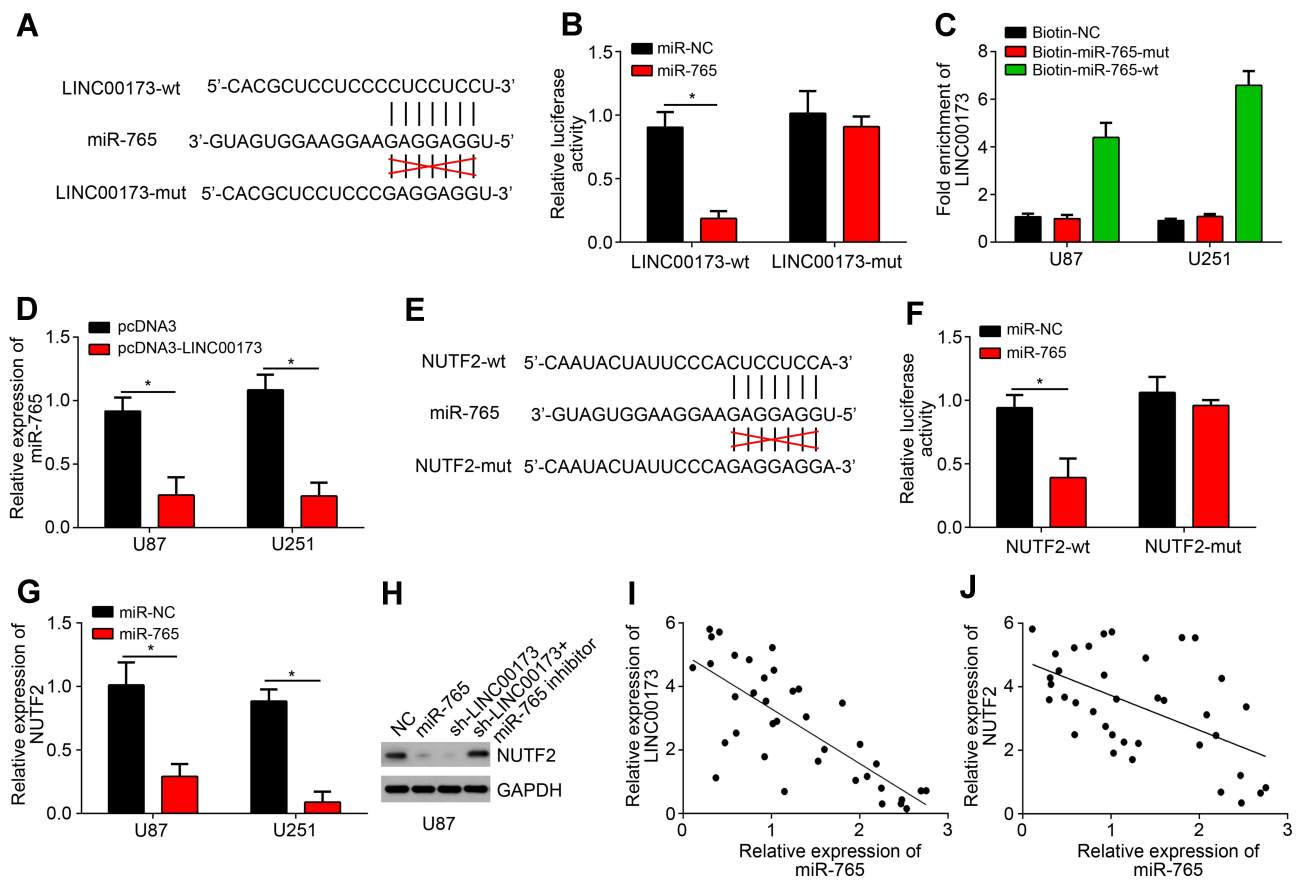 A
LINC00173-wt 5'-CACGCUCCUCCCCUCCUCCU-3'
miR-765 3'-GUAGUGGAAGGAAGAGGAGGU-5'
LINC00173-mut 5'-CACGCUCCUCCCGAGGAGGU-3'
B
miR-NC
miR-765
Relative luciferase
activity
1.5
1.0
0.5
0.0
*
LINC00173-wt LINC00173-mut
C
Biotin-NC
Biotin-miR-765-mut
Biotin-miR-765-wt
Fold enrichment of
LINC00173
8
6
4
2
0
U87 U251
D
pcDNA3
pcDNA3-LINC00173
Relative expression of
miR-765
1.5
1.0
0.5
0.0
* *
U87 U251
E
NUTF2-wt 5'-CAAUACUAUUCCCACUCCUCCA-3'
miR-765 3'-GUAGUGGAAGGAAGAGGAGGU-5'
NUTF2-mut 5'-CAAUACUAUUCCCAGAGGAGGA-3'
F
miR-NC
miR-765
Relative luciferase
activity
1.5
1.0
0.5
0.0
*
NUTF2-wt NUTF2-mut
G
miR-NC
miR-765
Relative expression of
NUTF2
1.5
1.0
0.5
0.0
* *
U87 U251
H
NC
miR-765
sh-LINC00173
sh-LINC00173+
miR-765 inhibitor
NUTF2
GAPDH
U87
I
Relative expression of
LINC00173
6
4
2
0
0 1 2 3
Relative expression of
miR-765
J
Relative expression of
NUTF2
6
4
2
0
0 1 2 3
Relative expression of
miR-765